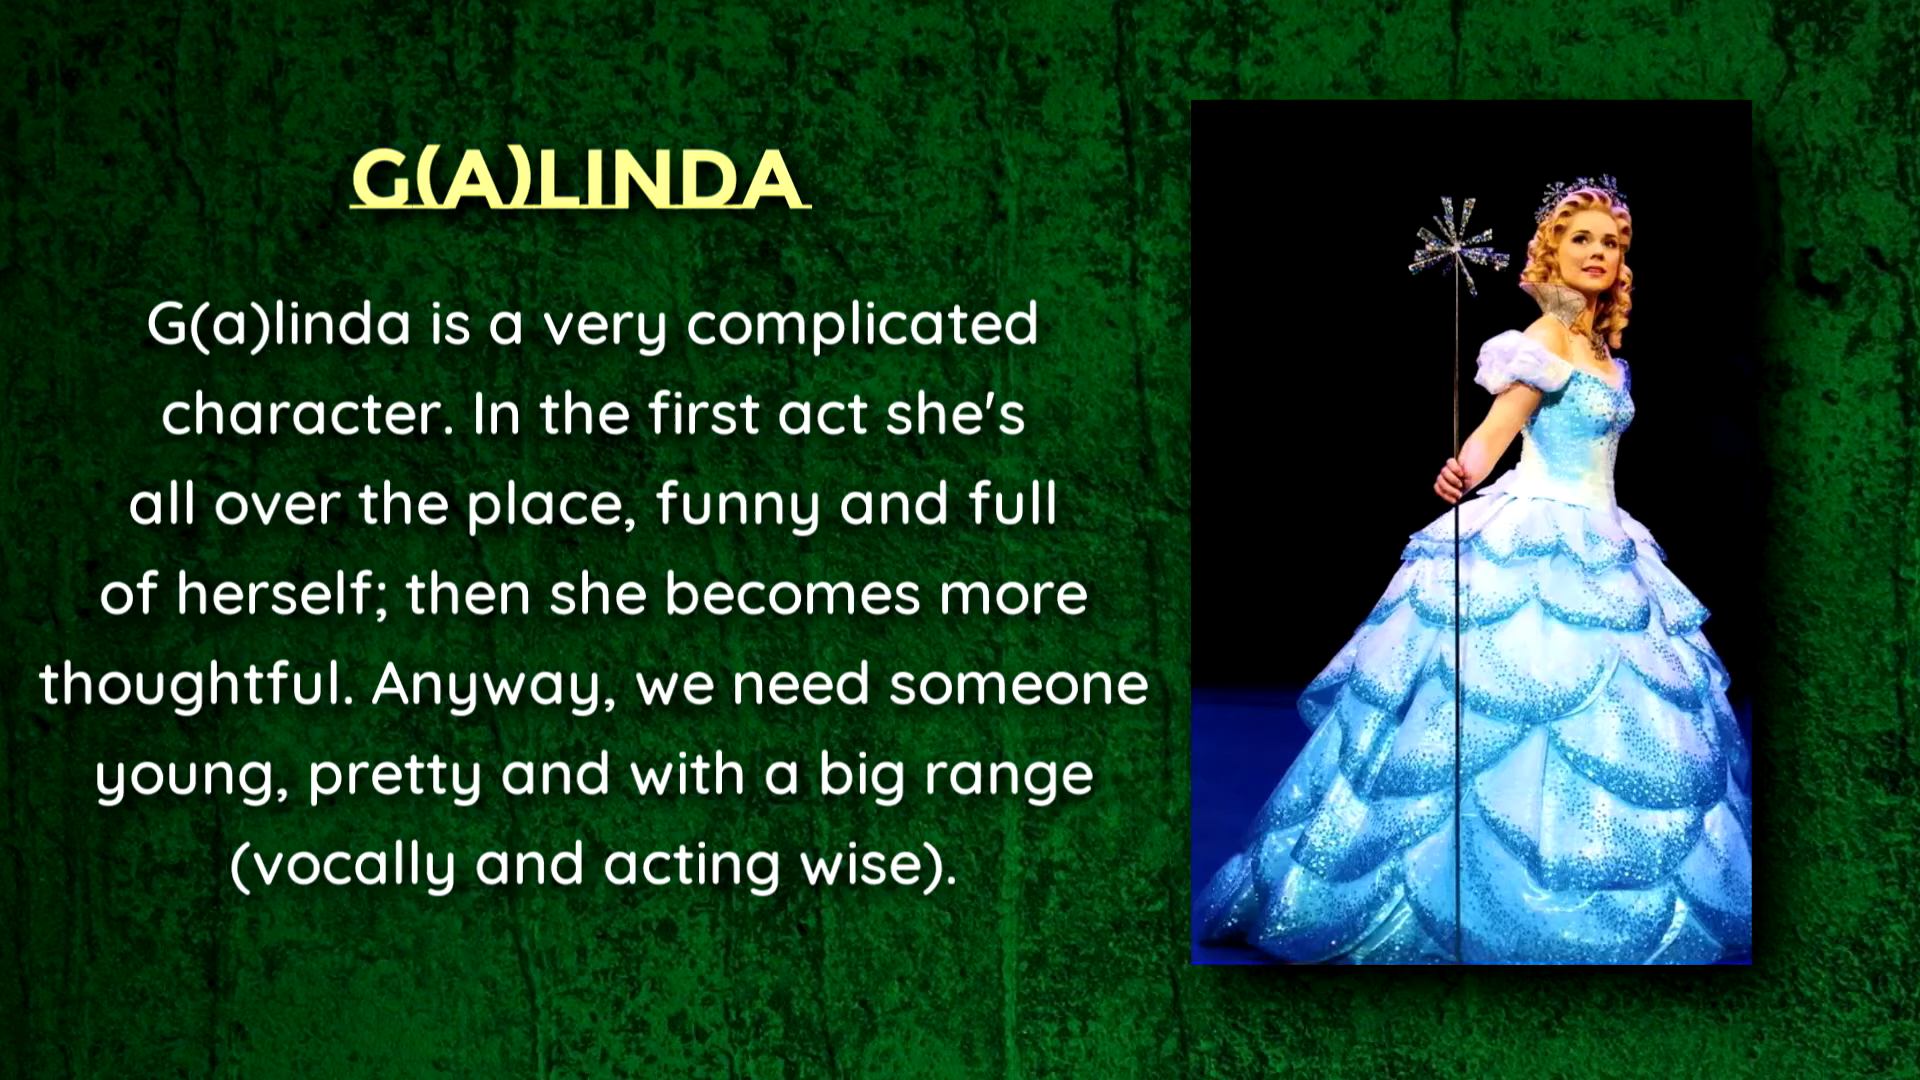 G(A)LINDA
G(a)linda is a very complicated
character. In the first act she's
all over the place, funny and full
of herself; then she becomes more
thoughtful. Anyway, we need someone
young, pretty and with a big range
(vocally and acting wise).